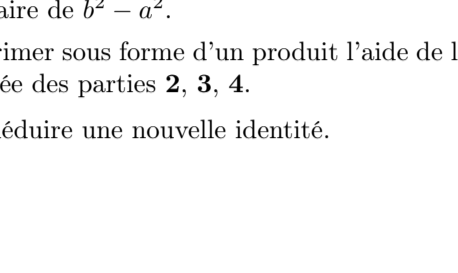 aire de b² − a².
imer sous forme d'un produit l'aide de l
ée des parties 2, 3, 4.
éduire une nouvelle identité.